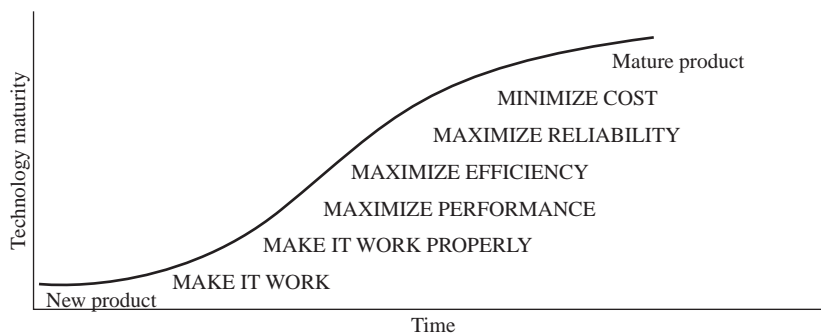 Technology maturity
Mature product
MINIMIZE COST
MAXIMIZE RELIABILITY
MAXIMIZE EFFICIENCY
MAXIMIZE PERFORMANCE
MAKE IT WORK PROPERLY
MAKE IT WORK
New product
Time